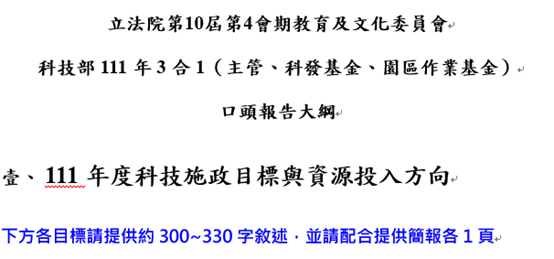 立法院第10屆第4會期教育及文化委員會
科技部 111 年 3 合 1（主管、科發基金、園區作業基金）
口頭報告大綱
壹、111 年度科技施政目標與資源投入方向
下方各目標請提供約 300~330 字敘述，並請配合提供簡報各 1 頁